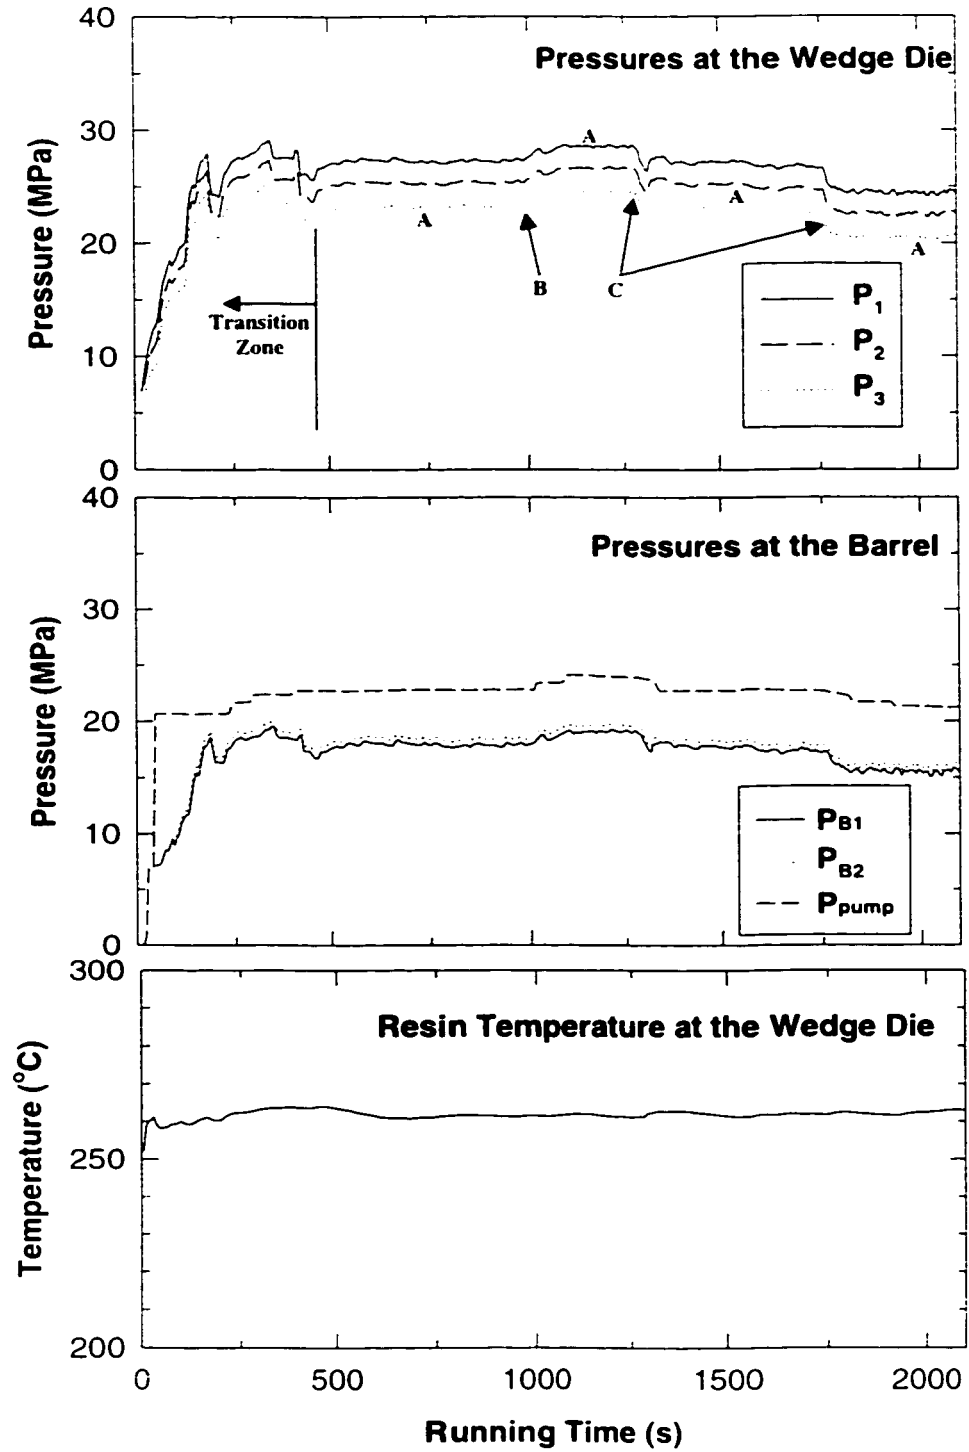 40
Pressures at the Wedge Die
30
A
Pressure (MPa)
20
A
A
A
B
C
Transition
Zone
P1
P2
P3
10
0
40
Pressures at the Barrel
30
Pressure (MPa)
20
10
PB1
PB2
Ppump
0
300
Resin Temperature at the Wedge Die
Temperature (°C)
250
200
0 500 1000 1500 2000
Running Time (s)